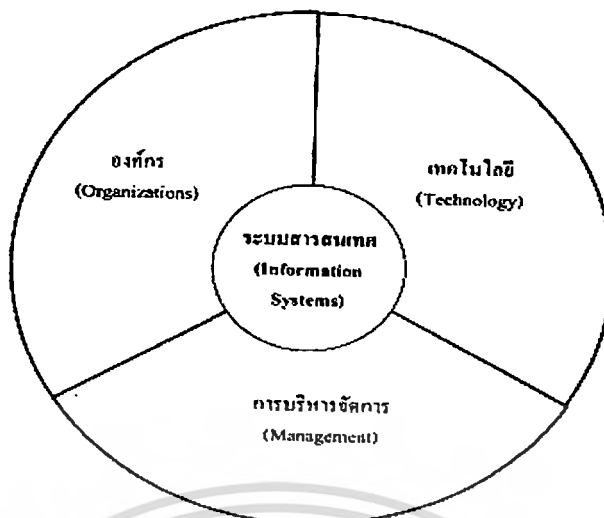 องค์กร
(Organizations)
เทคโนโลยี
(Technology)
ระบบสารสนเทศ
(Information
Systems)
การบริหารจัดการ
(Management)